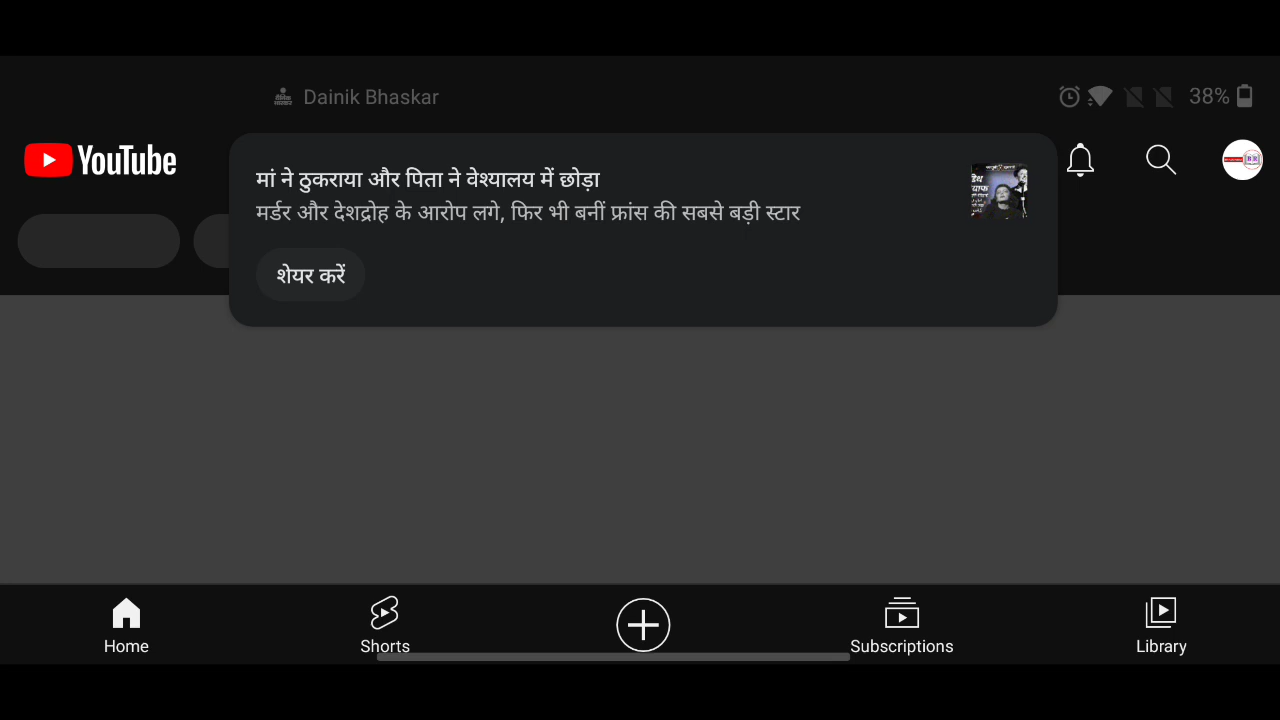 Dainik Bhaskar
38%
YouTube
मां ने ठुकराया और पिता ने वेश्यालय में छोड़ा
मर्डर और देशद्रोह के आरोप लगे, फिर भी बनीं फ्रांस की सबसे बड़ी स्टार
शेयर करें
Home
Shorts
Subscriptions
Library